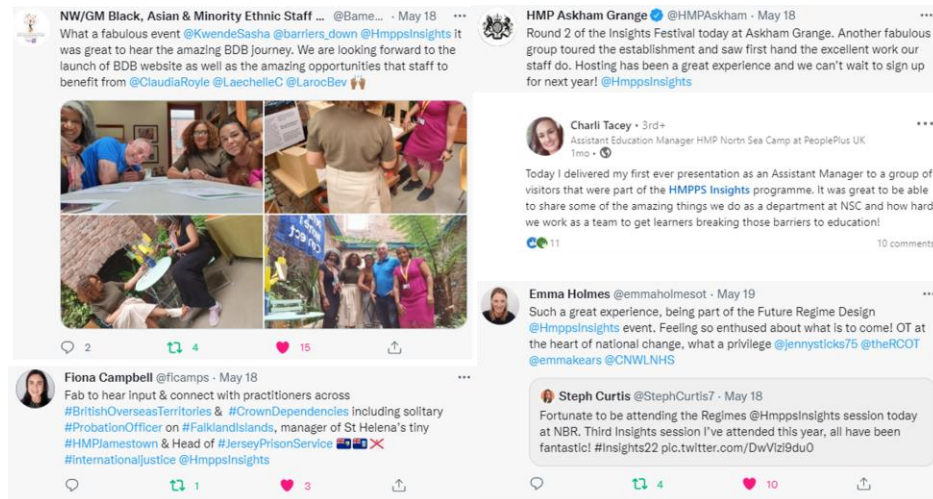 NW/GM Black, Asian & Minority Ethnic Staff ... @Bame... · May 18 ···
What a fabulous event @KwendeSasha @barriers_down @HmppsInsights it
was great to hear the amazing BDB journey. We are looking forward to the
launch of BDB website as well as the amazing opportunities that staff to
benefit from @ClaudiaRoyle @LaechelleC @LarocBev 🙌🏾
2 4 15
Fiona Campbell @ficamps · May 18 ···
Fab to hear input & connect with practitioners across
#BritishOverseasTerritories & #CrownDependencies including solitary
#ProbationOfficer on #FalklandIslands, manager of St Helena's tiny
#HMPJamestown & Head of #JerseyPrisonService 🇫🇰🇸🇭🇯🇪
#internationaljustice @HmppsInsights
1 3
HMP Askham Grange @HMPAskham · May 18 ···
Round 2 of the Insights Festival today at Askham Grange. Another fabulous
group toured the establishment and saw first hand the excellent work our
staff do. Hosting has been a great experience and we can't wait to sign up
for next year! @HmppsInsights
Charli Tacey • 3rd+ ···
Assistant Education Manager HMP Nortn Sea Camp at PeoplePlus UK
1mo •
Today I delivered my first ever presentation as an Assistant Manager to a group of
visitors that were part of the HMPPS Insights programme. It was great to be able
to share some of the amazing things we do as a department at NSC and how hard
we work as a team to get learners breaking those barriers to education!
11 10 comments
Emma Holmes @emmaholmesot · May 19 ···
Such a great experience, being part of the Future Regime Design
@HmppsInsights event. Feeling so enthused about what is to come! OT at
the heart of national change, what a privilege @jennysticks75 @theRCOT
@emmakears @CNWLNHS
Steph Curtis @StephCurtis7 · May 18
Fortunate to be attending the Regimes @HmppsInsights session today
at NBR. Third Insights session I've attended this year, all have been
fantastic! #Insights22 pic.twitter.com/DwVizl9du0
4 10